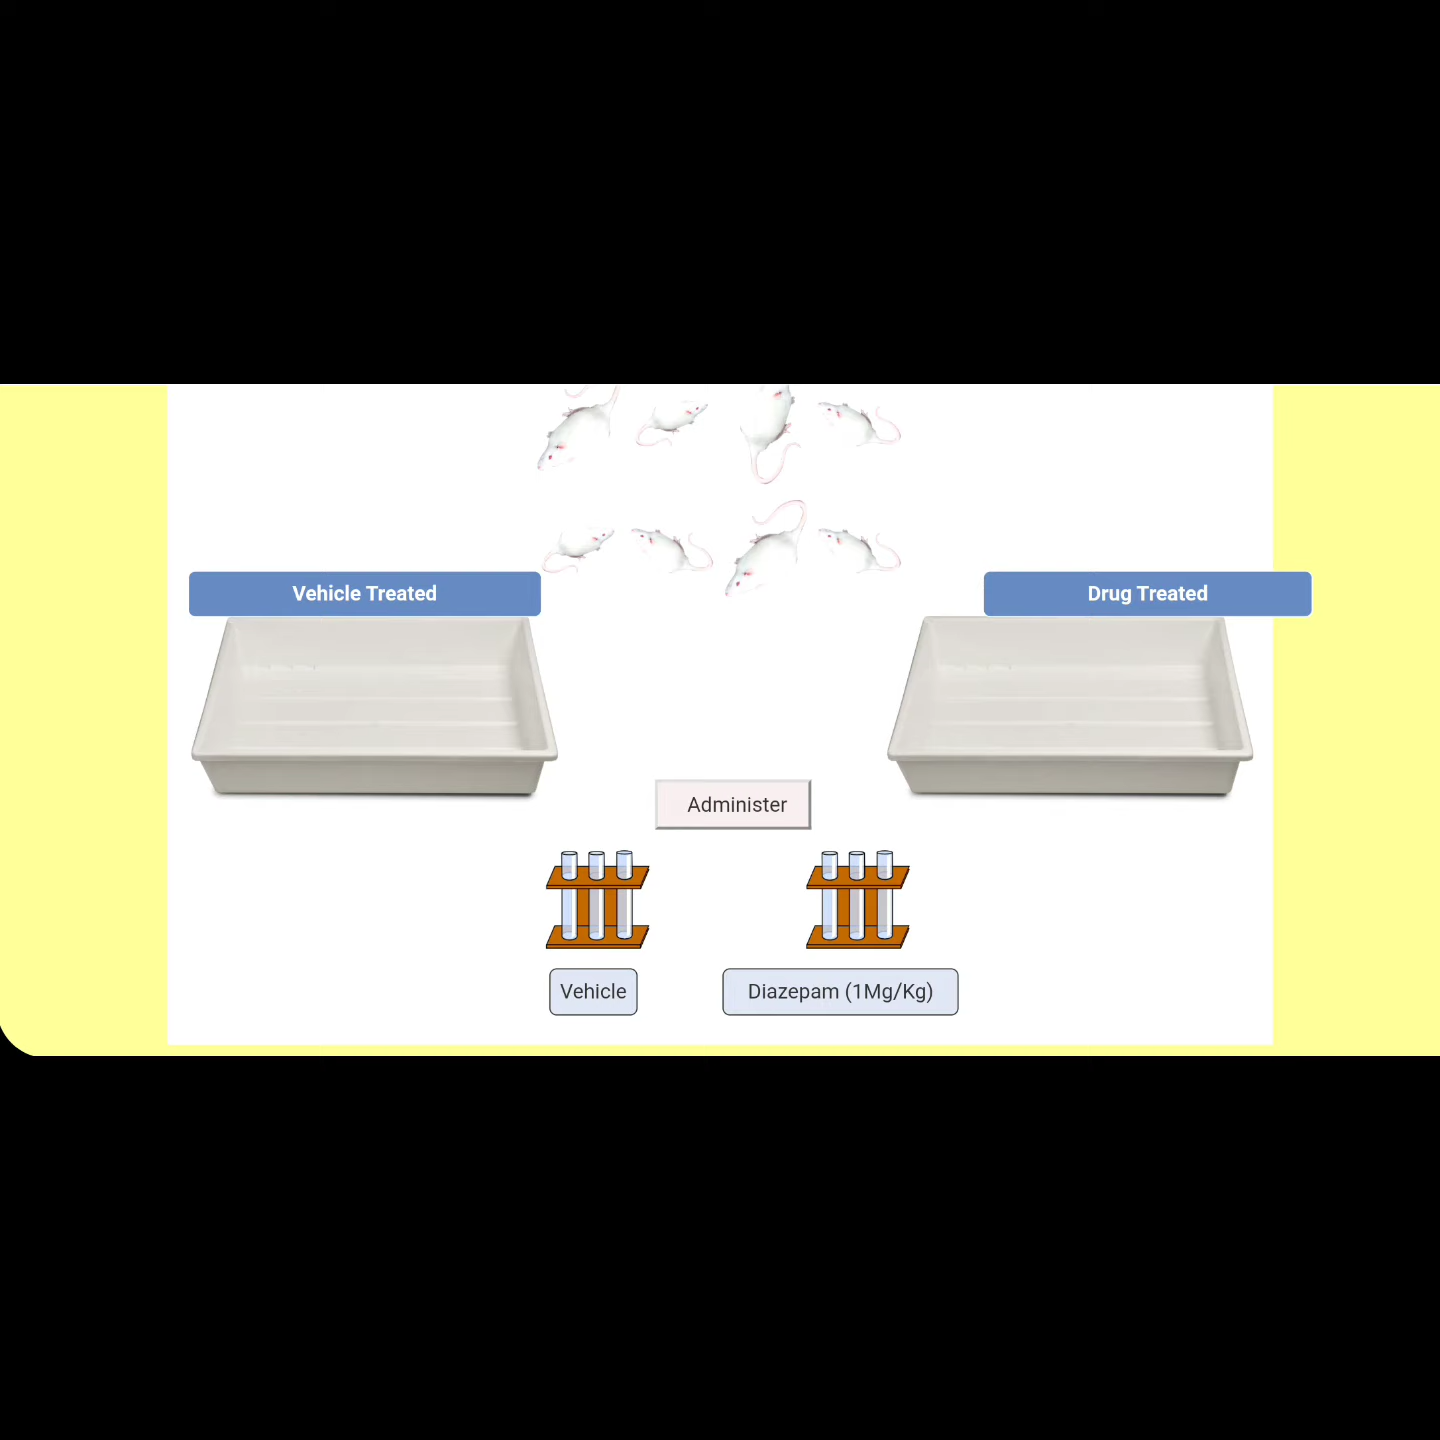 Vehicle Treated
Drug Treated
Administer
Vehicle
Diazepam (1Mg/Kg)